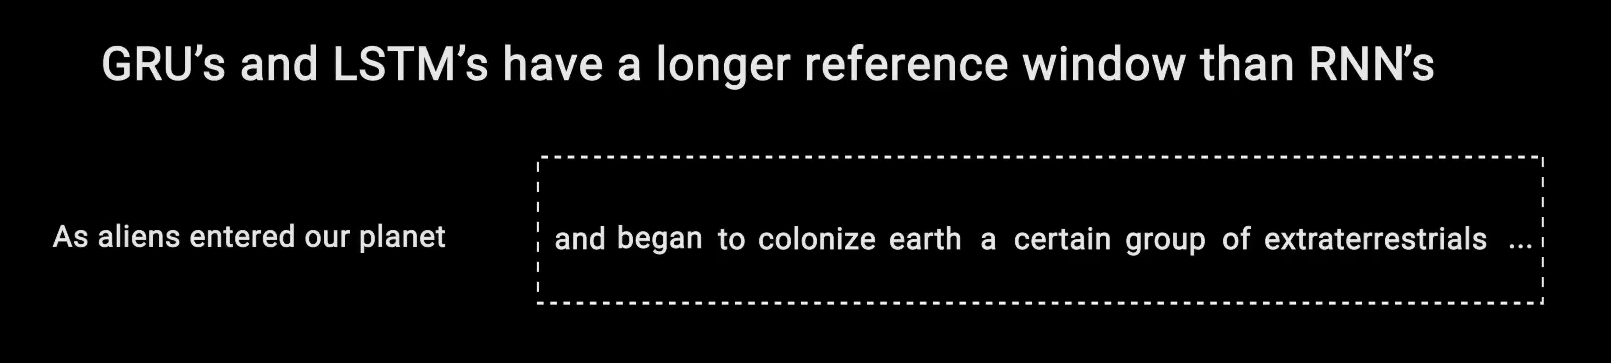 GRU’s and LSTM’s have a longer reference window than RNN’s
As aliens entered our planet and began to colonize earth a certain group of extraterrestrials ...